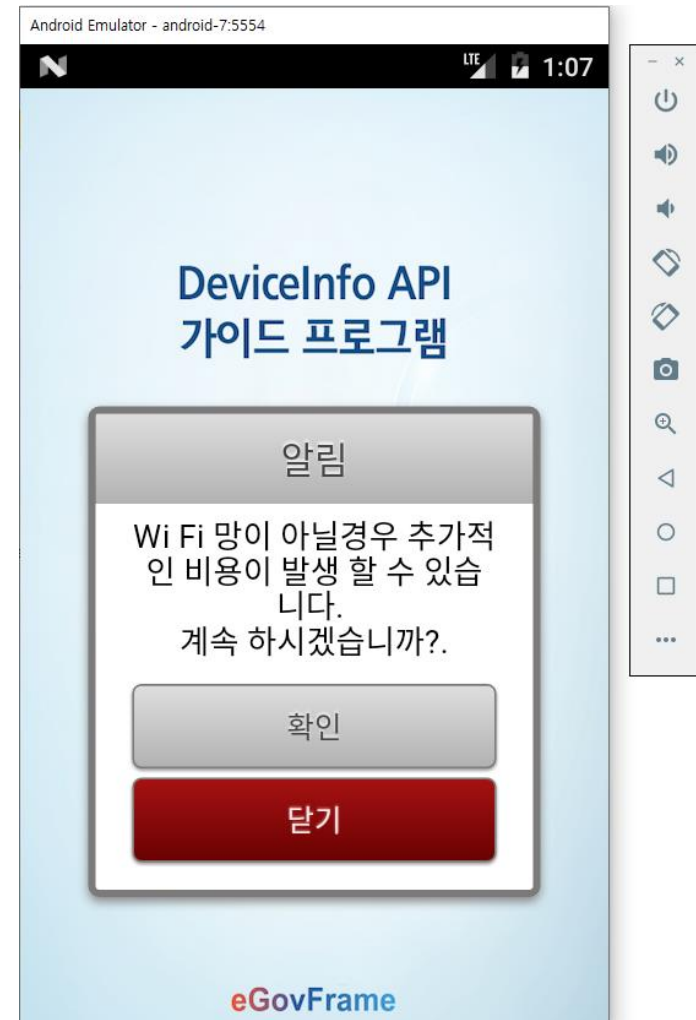 Android Emulator - android-7:5554
LTE 1:07
DeviceInfo API
가이드 프로그램
알림
Wi Fi 망이 아닐경우 추가적
인 비용이 발생 할 수 있습
니다.
계속 하시겠습니까?.
확인
닫기
eGovFrame